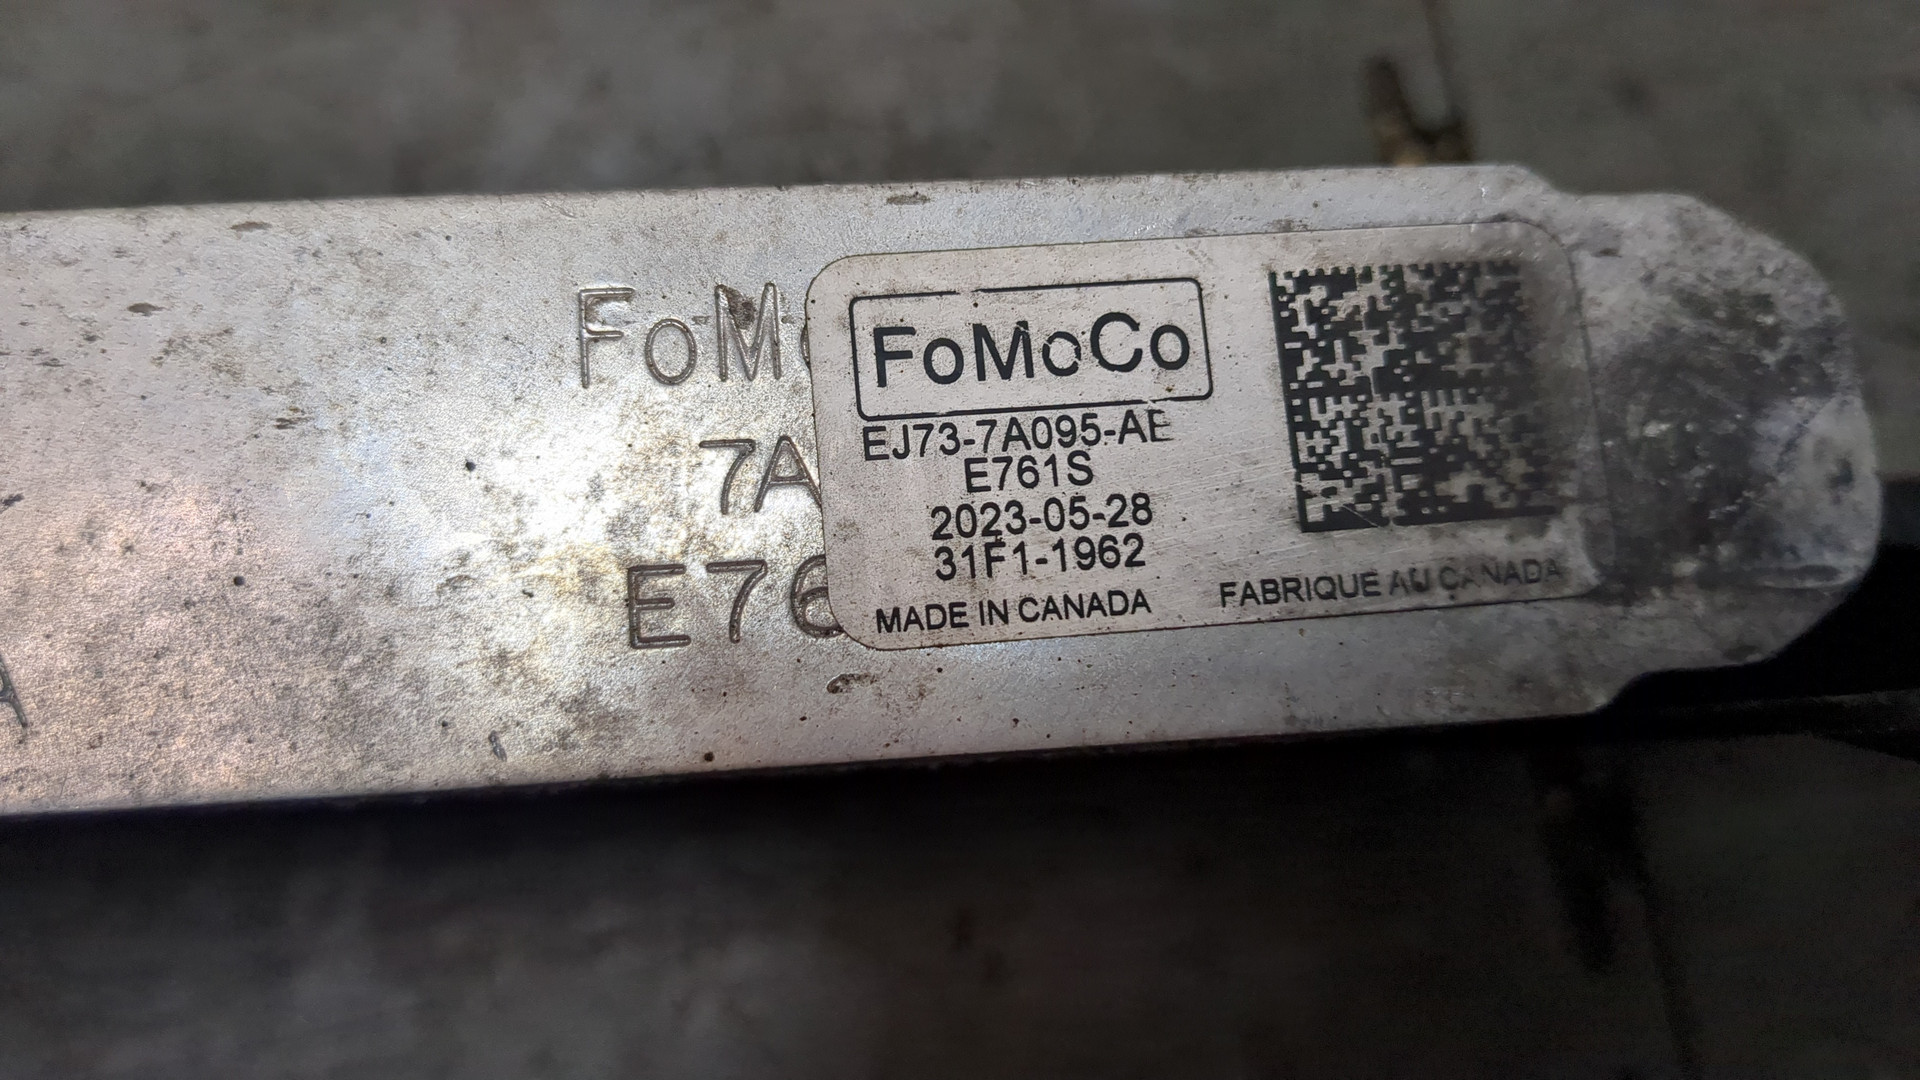 FoM
7A
E76
FoMoCo
EJ73-7A095-AE
E761S
2023-05-28
31F1-1962
MADE IN CANADA
FABRIQUE AU CANADA